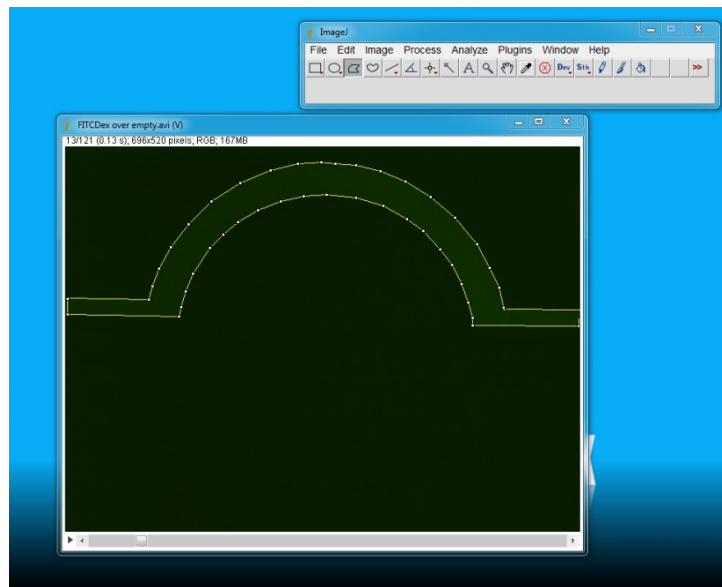 ImageJ
File Edit Image Process Analyze Plugins Window Help
A Dev Stk >>
FITCDex over empty.avi (V)
13/121 (0.13 s); 696x520 pixels; RGB; 167MB